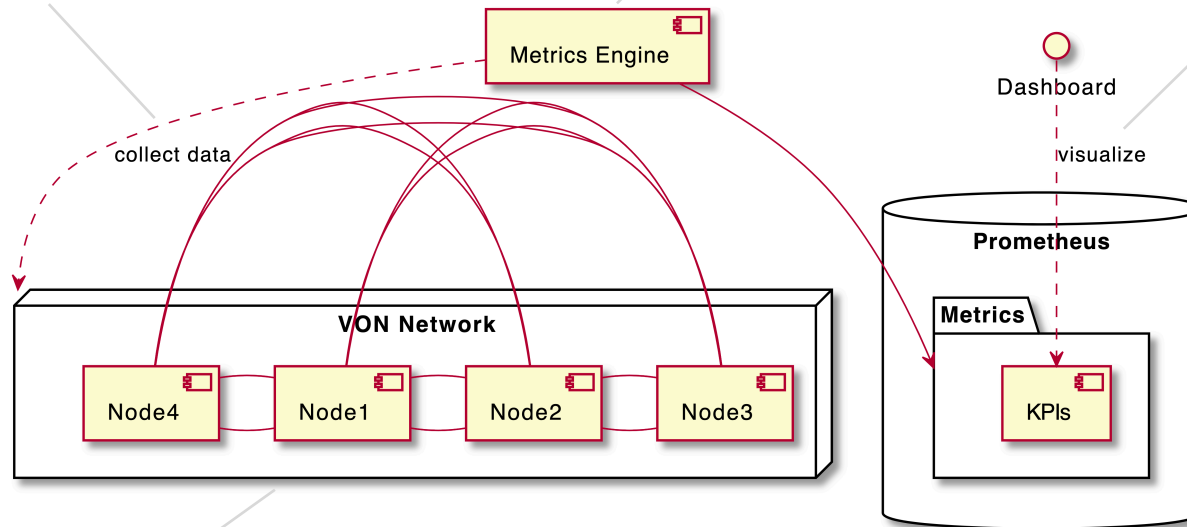 Metrics Engine
Dashboard
collect data
visualize
Prometheus
Metrics
VON Network
Node4
Node1
Node2
Node3
KPIs